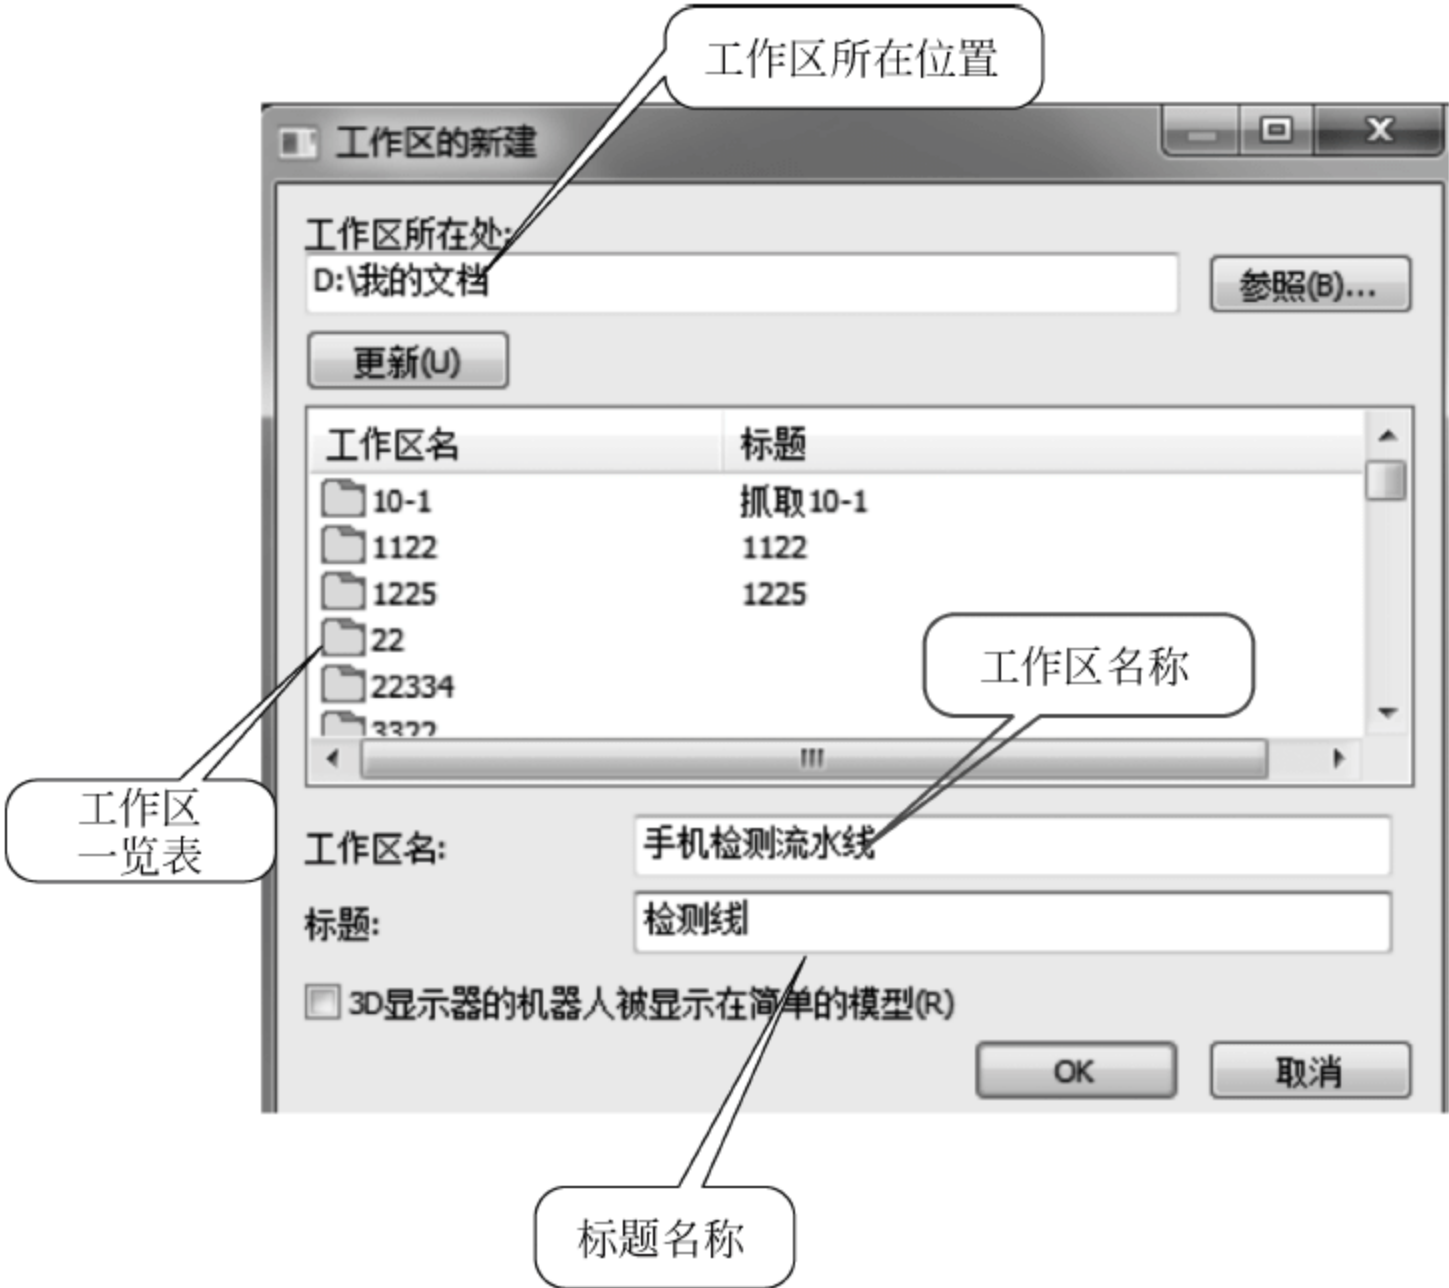 工作区所在位置
工作区的新建
工作区所在处:
D:\我的文档
参照(B)...
更新(U)
工作区名 标题
10-1 抓取10-1
1122 1122
1225 1225
22
22334
3322
工作区名称
工作区
一览表
工作区名: 手机检测流水线
标题: 检测线
3D显示器的机器人被显示在简单的模型(R)
OK 取消
标题名称